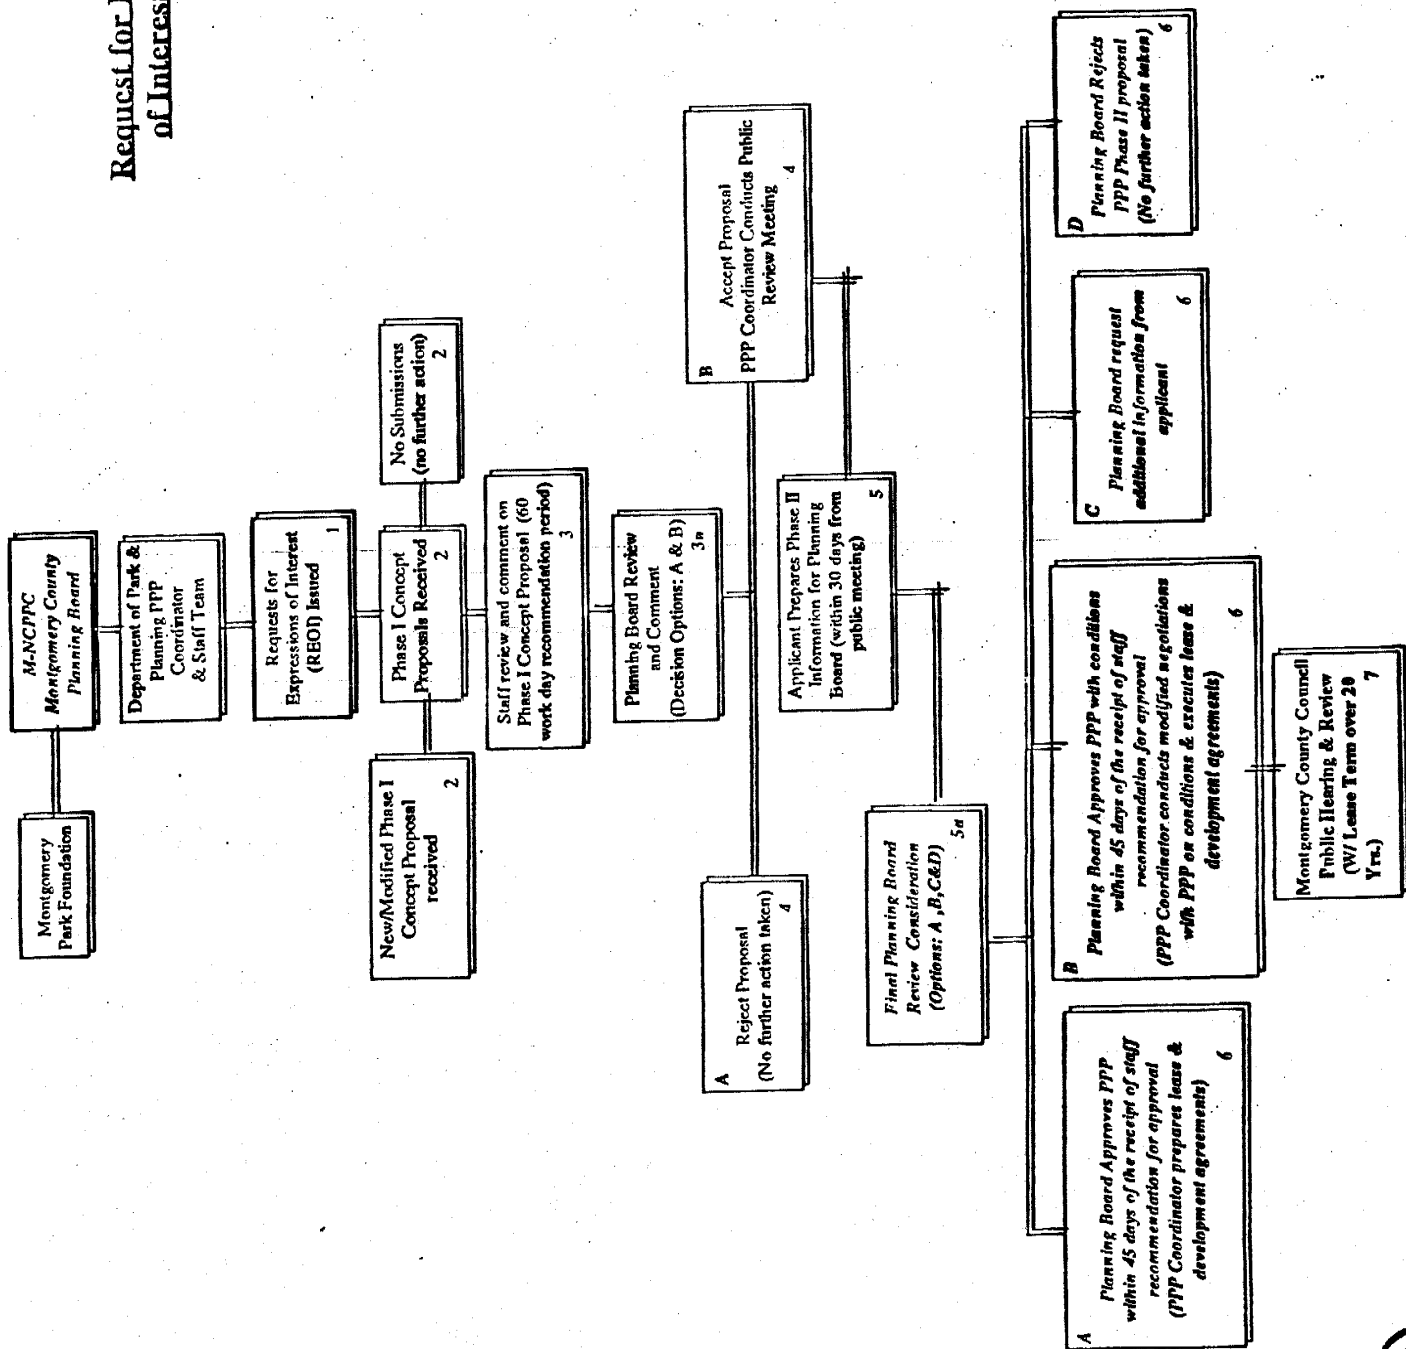 Request for
of Interes
M-NCPPC
Montgomery County
Planning Board
Montgomery
Park Foundation
Department of Park &
Planning PPP
Coordinator
& Staff Team
Requests for
Expressions of Interest
(REOI) Issued
1
New/Modified Phase I
Concept Proposal
received
2
Phase I Concept
Proposals Received
2
No Submissions
(no further action)
2
Staff review and comment on
Phase I Concept Proposal (60
work day recommendation period)
3
Planning Board Review
and Comment
(Decision Options: A & B)
3a
A
Reject Proposal
(No further action taken)
4
B
Accept Proposal
PPP Coordinator Conducts Public
Review Meeting
4
Applicant Prepares Phase II
Information for Planning
Board (within 30 days from
public meeting)
5
Final Planning Board
Review Consideration
(Options: A ,B,C&D)
5a
A
Planning Board Approves PPP
within 45 days of the receipt of staff
recommendation for approval
(PPP Coordinator prepares lease &
development agreements)
6
B
Planning Board Approves PPP with conditions
within 45 days of the receipt of staff
recommendation for approval
(PPP Coordinator conducts modified negotiations
with PPP on conditions & executes lease &
development agreements)
6
C
Planning Board request
additional information from
applicant
6
D
Planning Board Rejects
PPP Phase II proposal
(No further action taken)
6
Montgomery County Council
Public Hearing & Review
(W/ Lease Term over 20
Yrs.)
7